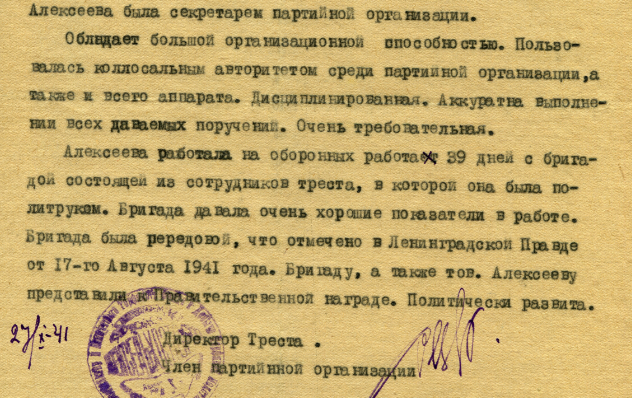 Алексеева была секретарем партийной организации.
Обладает большой организационной способностью. Пользо-
валась коллосальным авторитетом среди партийной организации,а
также и всего аппарата. Дисциплинированная. Аккуратна выполне-
нии всех даваемых поручений. Очень требовательная.
Алексеева работала на оборонных работах 39 дней с брига-
дой состоящей из сотрудников треста, в которой она была по-
литруком. Бригада давала очень хорошие показатели в работе.
Бригада была передовой, что отмечено в Ленинградской Правде
от 17-го Августа 1941 года. Бригаду, а также тов. Алексееву
представили к Правительственной награде. Политически развита.
27/X-41
Директор Треста .
Член партийнной организации